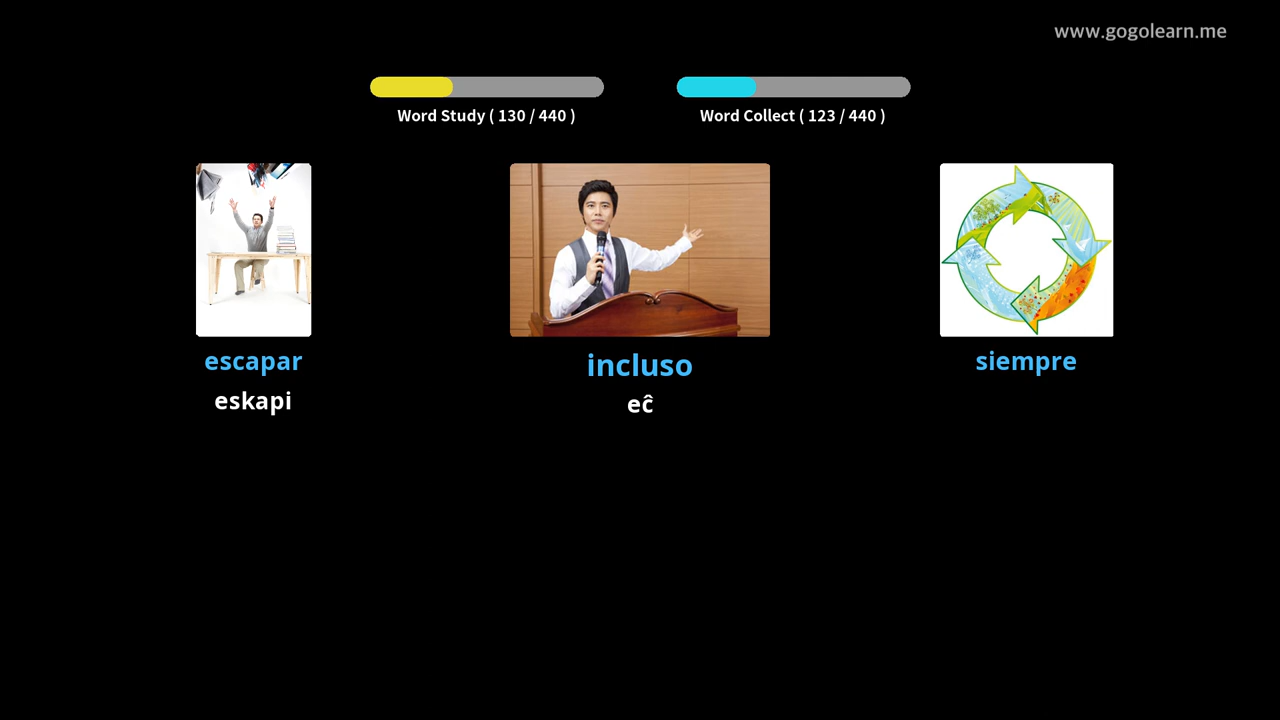 www.gogolearn.me
Word Study ( 130 / 440 )
Word Collect ( 123 / 440 )
escapar
eskapi
incluso
eĉ
siempre